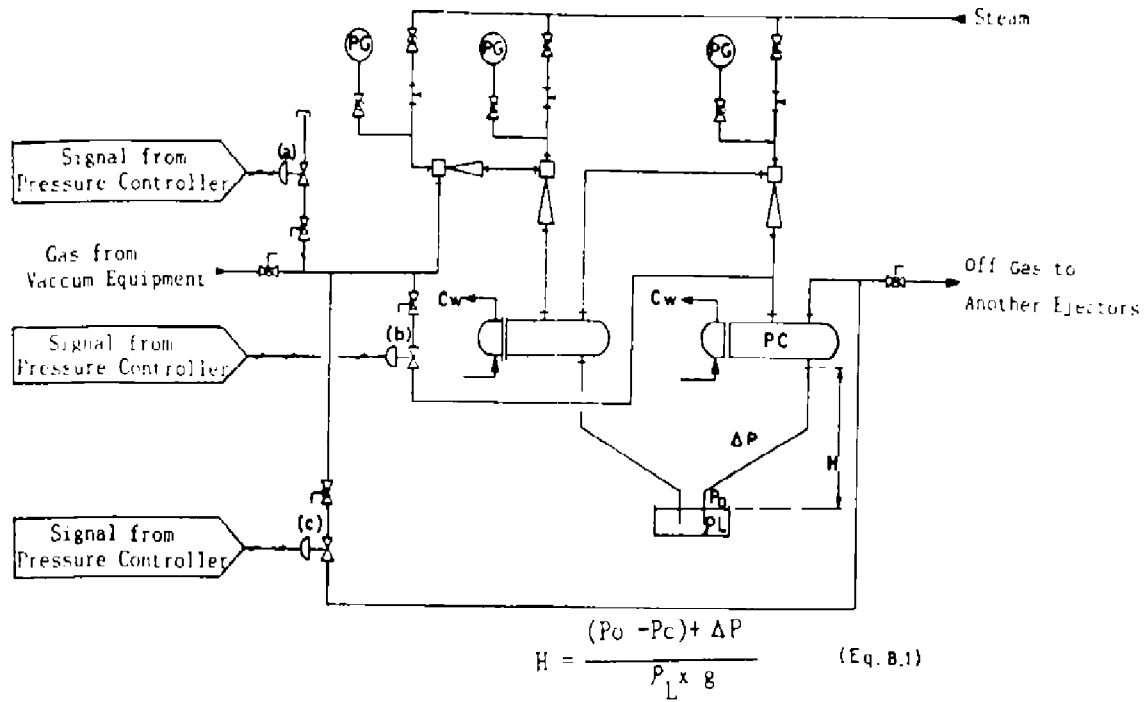 Steam
PG
PG
PG
Signal from
Pressure Controller
(a)
Gas from
Vaccum Equipment
Off Gas to
Another Ejectors
Cw
Cw
PC
(b)
Signal from
Pressure Controller
ΔP
H
Po
PL
(c)
Signal from
Pressure Controller
H = (Po - Pc) + ΔP / ρL x g (Eq. B.1)